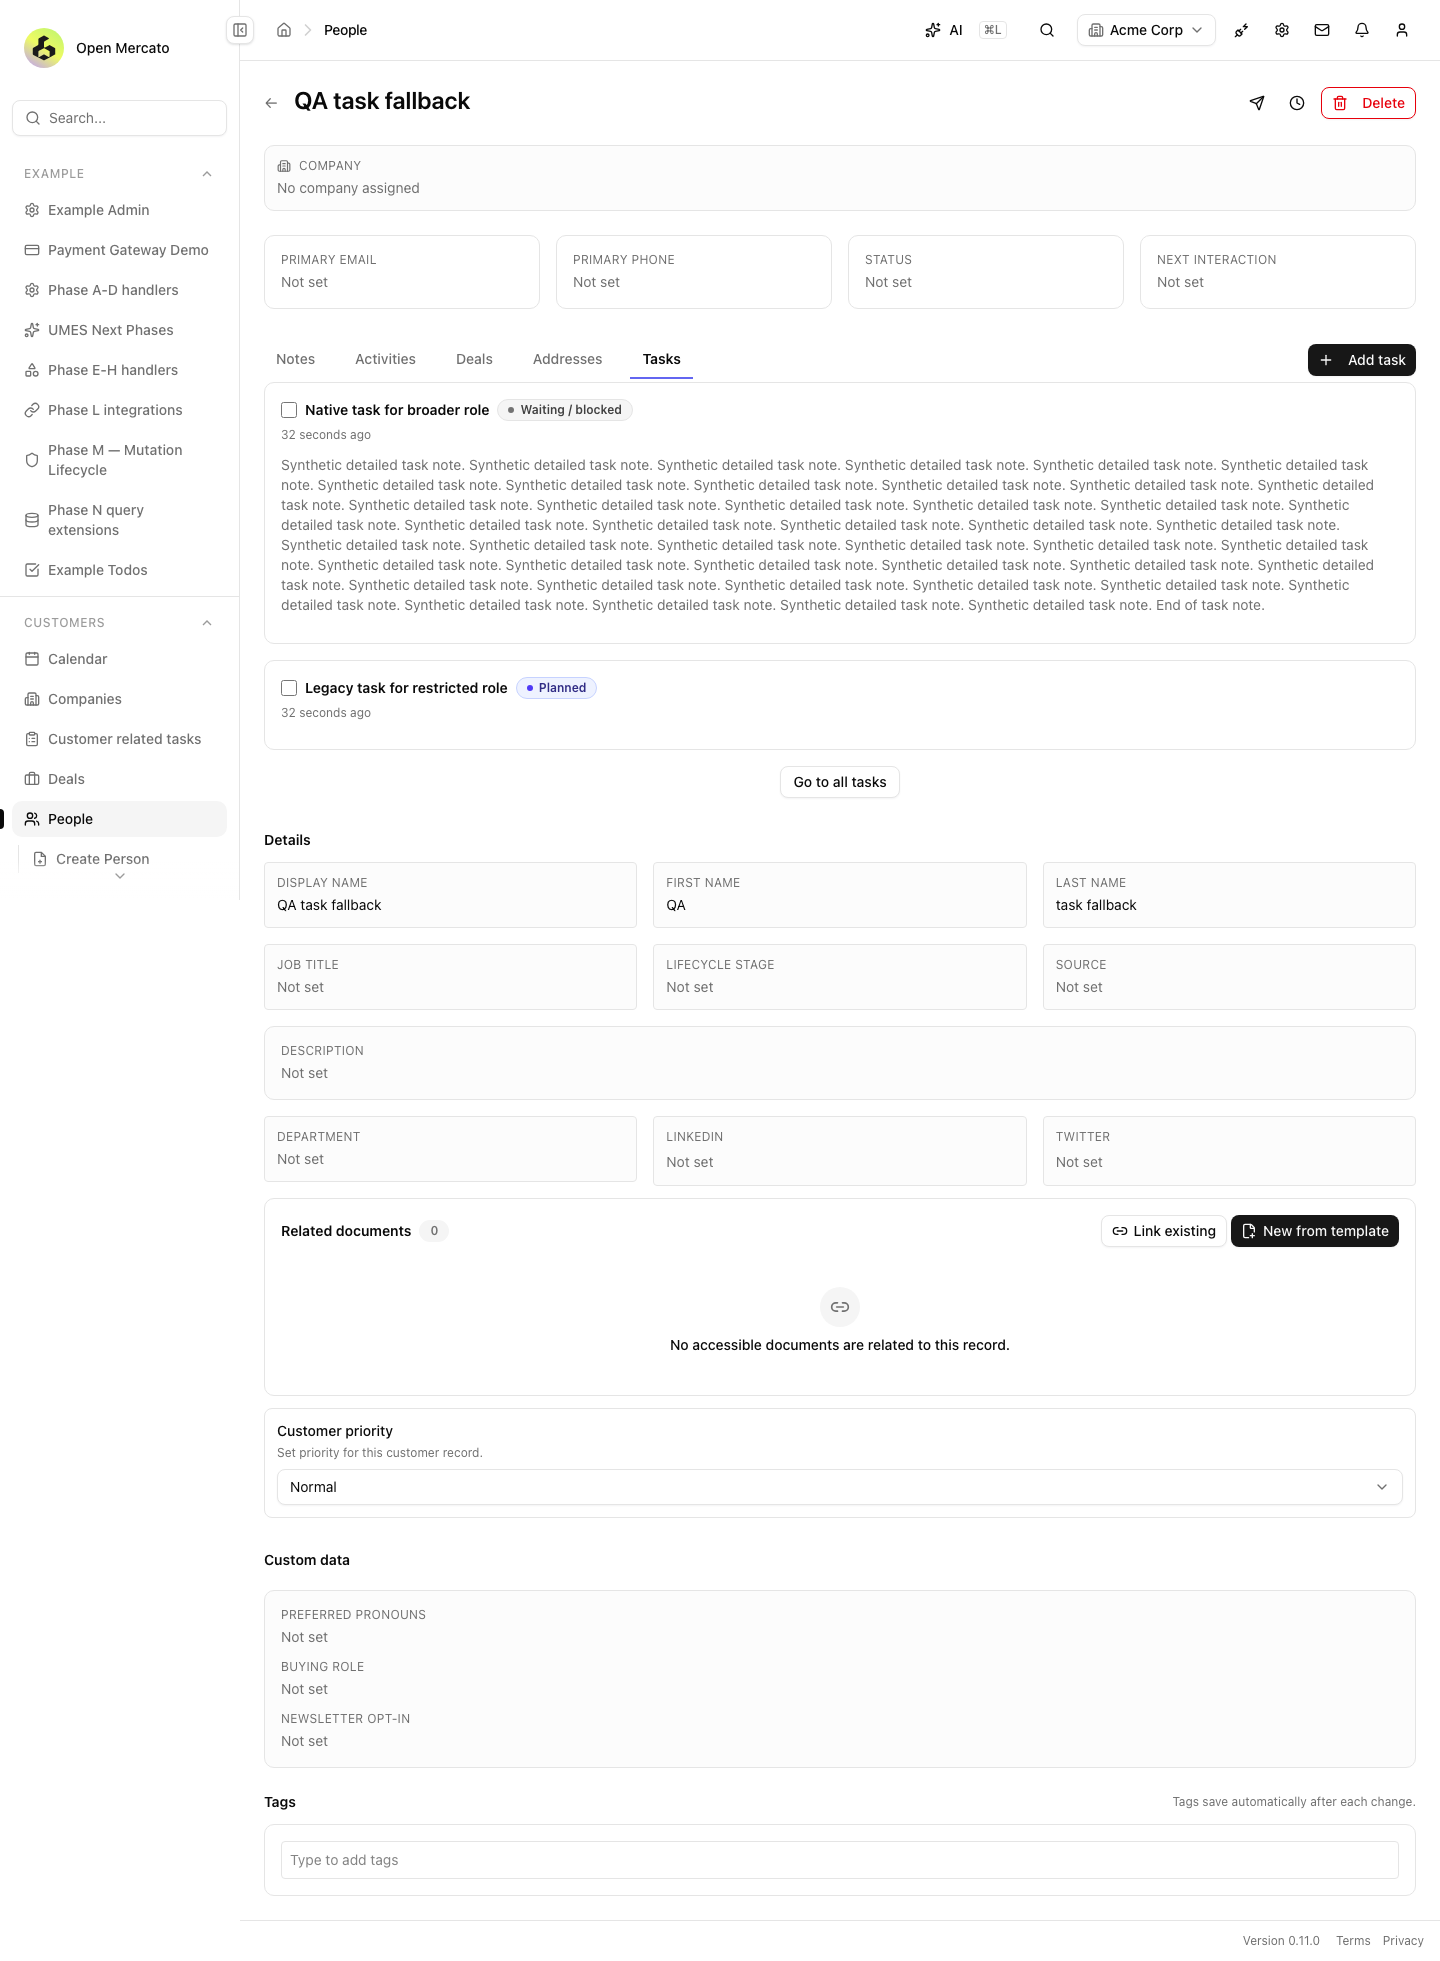 Open Mercato
Search...
EXAMPLE
Example Admin
Payment Gateway Demo
Phase A-D handlers
UMES Next Phases
Phase E-H handlers
Phase L integrations
Phase M — Mutation
Lifecycle
Phase N query
extensions
Example Todos
CUSTOMERS
Calendar
Companies
Customer related tasks
Deals
People
Create Person
People
AI ⌘L
Acme Corp
QA task fallback
Delete
COMPANY
No company assigned
PRIMARY EMAIL
Not set
PRIMARY PHONE
Not set
STATUS
Not set
NEXT INTERACTION
Not set
Notes Activities Deals Addresses Tasks
Add task
Native task for broader role Waiting / blocked
32 seconds ago
Synthetic detailed task note. Synthetic detailed task note. Synthetic detailed task note. Synthetic detailed task note. Synthetic detailed task note. Synthetic detailed task
note. Synthetic detailed task note. Synthetic detailed task note. Synthetic detailed task note. Synthetic detailed task note. Synthetic detailed task note. Synthetic detailed
task note. Synthetic detailed task note. Synthetic detailed task note. Synthetic detailed task note. Synthetic detailed task note. Synthetic detailed task note. Synthetic
detailed task note. Synthetic detailed task note. Synthetic detailed task note. Synthetic detailed task note. Synthetic detailed task note. Synthetic detailed task note.
Synthetic detailed task note. Synthetic detailed task note. Synthetic detailed task note. Synthetic detailed task note. Synthetic detailed task note. Synthetic detailed task
note. Synthetic detailed task note. Synthetic detailed task note. Synthetic detailed task note. Synthetic detailed task note. Synthetic detailed task note. Synthetic detailed
task note. Synthetic detailed task note. Synthetic detailed task note. Synthetic detailed task note. Synthetic detailed task note. Synthetic detailed task note. Synthetic
detailed task note. Synthetic detailed task note. Synthetic detailed task note. Synthetic detailed task note. Synthetic detailed task note. End of task note.
Legacy task for restricted role Planned
32 seconds ago
Go to all tasks
Details
DISPLAY NAME
QA task fallback
FIRST NAME
QA
LAST NAME
task fallback
JOB TITLE
Not set
LIFECYCLE STAGE
Not set
SOURCE
Not set
DESCRIPTION
Not set
DEPARTMENT
Not set
LINKEDIN
Not set
TWITTER
Not set
Related documents 0
Link existing
New from template
No accessible documents are related to this record.
Customer priority
Set priority for this customer record.
Normal
Custom data
PREFERRED PRONOUNS
Not set
BUYING ROLE
Not set
NEWSLETTER OPT-IN
Not set
Tags
Tags save automatically after each change.
Type to add tags
Version 0.11.0 Terms Privacy